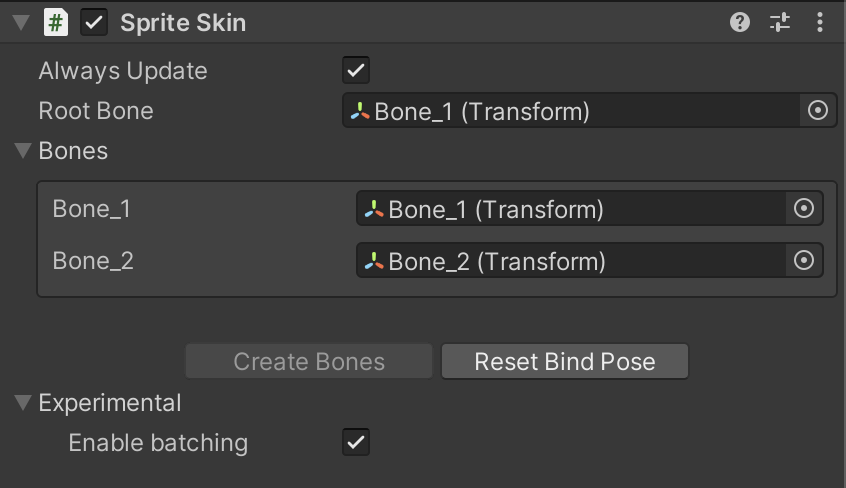 Sprite Skin
Always Update
Root Bone Bone_1 (Transform)
Bones
Bone_1 Bone_1 (Transform)
Bone_2 Bone_2 (Transform)
Create Bones Reset Bind Pose
Experimental
Enable batching